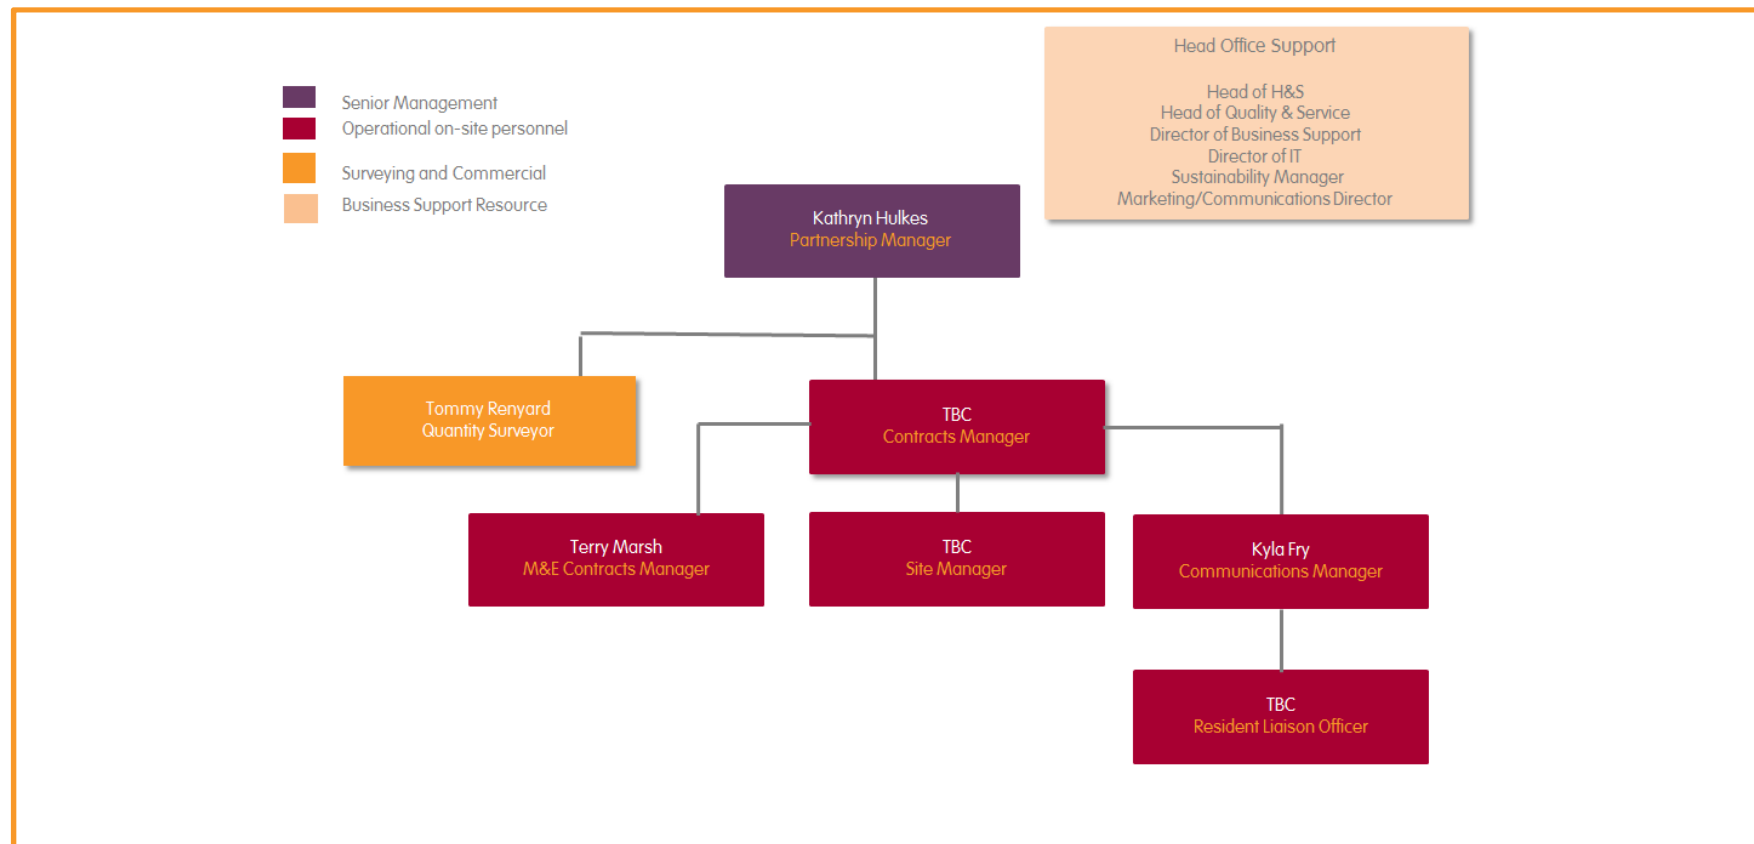 Head Office Support
Head of H&S
Head of Quality & Service
Director of Business Support
Director of IT
Sustainability Manager
Marketing/Communications Director
Senior Management
Operational on-site personnel
Surveying and Commercial
Business Support Resource
Kathryn Hulkes
Partnership Manager
Tommy Renyard
Quantity Surveyor
TBC
Contracts Manager
Terry Marsh
M&E Contracts Manager
TBC
Site Manager
Kyla Fry
Communications Manager
TBC
Resident Liaison Officer